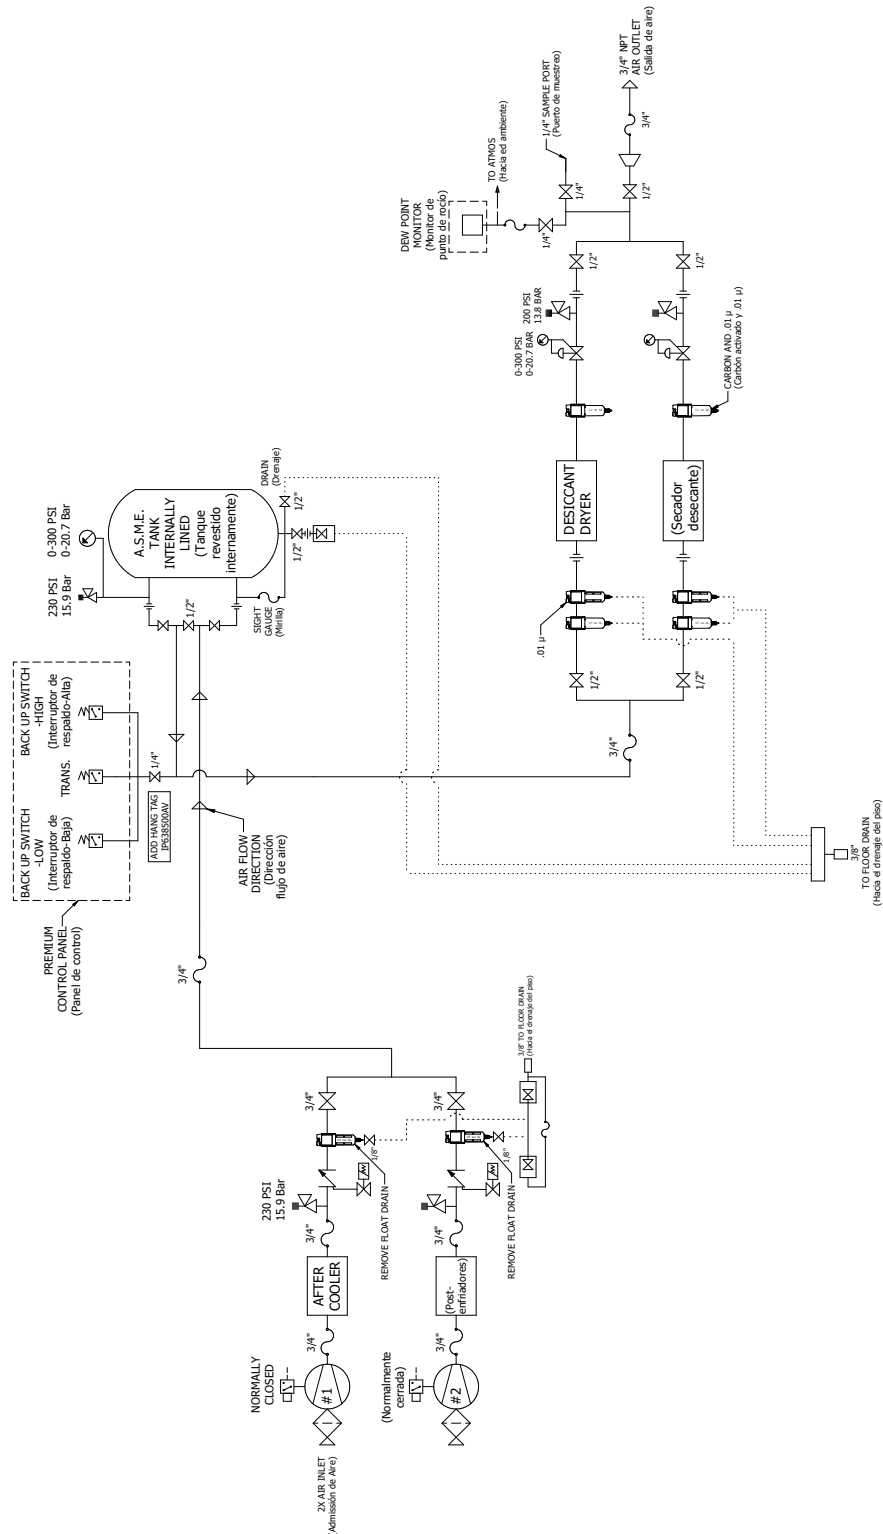 2X AIR INLET
(Admisión de Aire)
NORMALLY
CLOSED
#1
3/4"
AFTER
COOLER
3/4"
230 PSI
15.9 Bar
1/8"
REMOVE FLOAT DRAIN
3/4"
(Normalmente
cerrada)
#2
3/4"
(Post-
enfriadores)
3/4"
1/8"
REMOVE FLOAT DRAIN
3/4"
3/8" TO FLOOR DRAIN
(Hacia el drenaje del piso)
3/4"
PREMIUM
CONTROL PANEL
(Panel de control)
BACK UP SWITCH
-LOW
(Interruptor de
respaldo-Baja)
TRANS.
BACK UP SWITCH
-HIGH
(Interruptor de
respaldo-Alta)
ADD HANG TAG
IP638500AV
1/4"
AIR FLOW
DIRECTION
(Dirección
flujo de aire)
230 PSI
15.9 Bar
0-300 PSI
0-20.7 Bar
1/2"
A.S.M.E.
TANK
INTERNALLY
LINED
(Tanque
revestido
internamente)
SIGHT
GAUGE
(Mirilla)
DRAIN
(Drenaje)
1/2"
1/2"
3/4"
1/2"
1/2"
.01 µ
DESICCANT
DRYER
(Secador
desecante)
CARBON AND .01 µ
(Carbón activado y .01 µ)
0-300 PSI
0-20.7 BAR
200 PSI
13.8 BAR
1/2"
1/2"
DEW POINT
MONITOR
(Monitor de
punto de rocío)
TO ATMOS
(Hacia ed ambiente)
1/4"
1/4"
1/4" SAMPLE PORT
(Puerto de muestreo)
1/2"
3/4"
3/4" NPT
AIR OUTLET
(Salida de aire)
3/8"
TO FLOOR DRAIN
(Hacia el drenaje del piso)